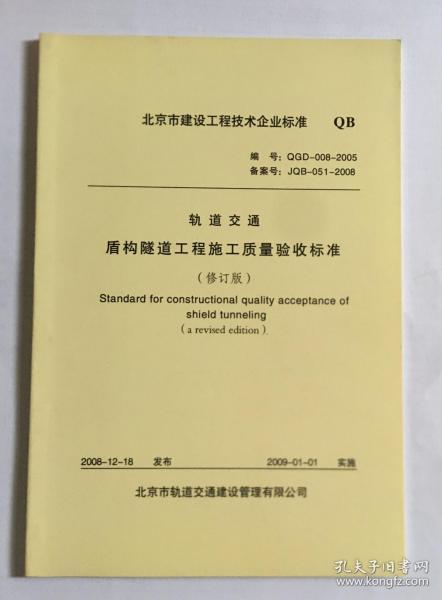 北京市建设工程技术企业标准 QB
编 号：QGD-008-2005
备案号：JQB-051-2008
轨道交通
盾构隧道工程施工质量验收标准
（修订版）
Standard for constructional quality acceptance of
shield tunneling
(a revised edition).
2008-12-18 发布 2009-01-01 实施
北京市轨道交通建设管理有限公司
孔夫子旧书网